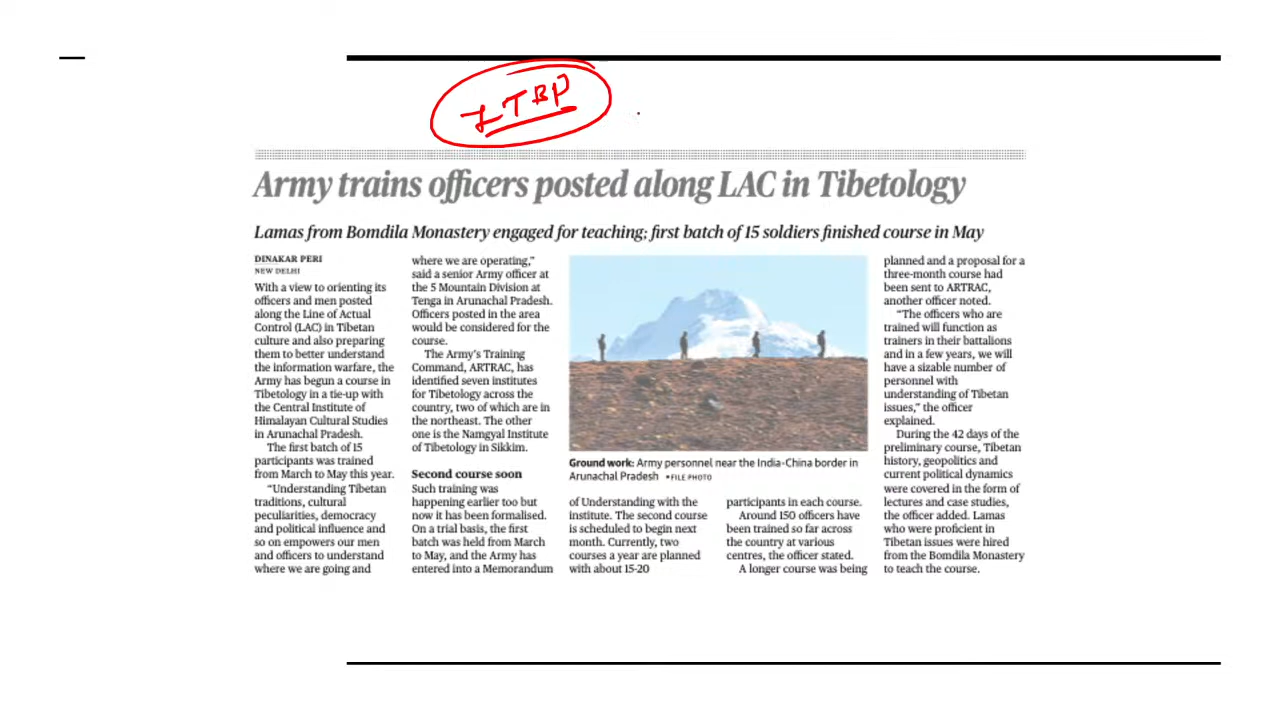 ITBP
Army trains officers posted along LAC in Tibetology
Lamas from Bomdila Monastery engaged for teaching; first batch of 15 soldiers finished course in May
DINAKAR PERI
NEW DELHI
With a view to orienting its
officers and men posted
along the Line of Actual
Control (LAC) in Tibetan
culture and also preparing
them to better understand
the information warfare, the
Army has begun a course in
Tibetology in a tie-up with
the Central Institute of
Himalayan Cultural Studies
in Arunachal Pradesh.
The first batch of 15
participants was trained
from March to May this year.
“Understanding Tibetan
traditions, cultural
peculiarities, democracy
and political influence and
so on empowers our men
and officers to understand
where we are going and
where we are operating,”
said a senior Army officer at
the 5 Mountain Division at
Tenga in Arunachal Pradesh.
Officers posted in the area
would be considered for the
course.
The Army’s Training
Command, ARTRAC, has
identified seven institutes
for Tibetology across the
country, two of which are in
the northeast. The other
one is the Namgyal Institute
of Tibetology in Sikkim.
Second course soon
Such training was
happening earlier too but
now it has been formalised.
On a trial basis, the first
batch was held from March
to May, and the Army has
entered into a Memorandum
Ground work: Army personnel near the India-China border in
Arunachal Pradesh •FILE PHOTO
of Understanding with the
institute. The second course
is scheduled to begin next
month. Currently, two
courses a year are planned
with about 15-20
participants in each course.
Around 150 officers have
been trained so far across
the country at various
centres, the officer stated.
A longer course was being
planned and a proposal for a
three-month course had
been sent to ARTRAC,
another officer noted.
“The officers who are
trained will function as
trainers in their battalions
and in a few years, we will
have a sizable number of
personnel with
understanding of Tibetan
issues,” the officer
explained.
During the 42 days of the
preliminary course, Tibetan
history, geopolitics and
current political dynamics
were covered in the form of
lectures and case studies,
the officer added. Lamas
who were proficient in
Tibetan issues were hired
from the Bomdila Monastery
to teach the course.